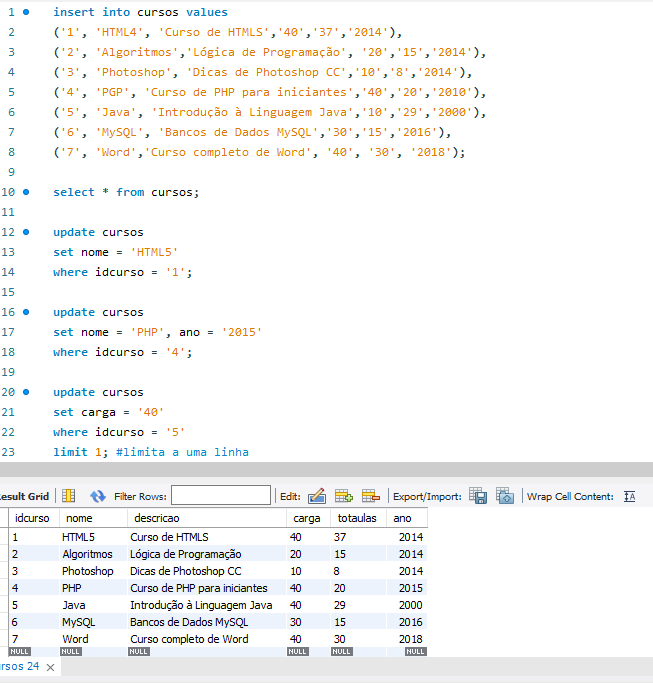 1 insert into cursos values
2 ('1', 'HTML4', 'Curso de HTMLS','40','37','2014'),
3 ('2', 'Algoritmos','Lógica de Programação', '20','15','2014'),
4 ('3', 'Photoshop', 'Dicas de Photoshop CC','10','8','2014'),
5 ('4', 'PGP', 'Curso de PHP para iniciantes','40','20','2010'),
6 ('5', 'Java', 'Introdução à Linguagem Java','10','29','2000'),
7 ('6', 'MySQL', 'Bancos de Dados MySQL','30','15','2016'),
8 ('7', 'Word','Curso completo de Word', '40', '30', '2018');
9
10 select * from cursos;
11
12 update cursos
13 set nome = 'HTML5'
14 where idcurso = '1';
15
16 update cursos
17 set nome = 'PHP', ano = '2015'
18 where idcurso = '4';
19
20 update cursos
21 set carga = '40'
22 where idcurso = '5'
23 limit 1; #limita a uma linha
esult Grid Filter Rows: Edit: Export/Import: Wrap Cell Content: IA
idcurso nome descricao carga totaulas ano
1 HTML5 Curso de HTMLS 40 37 2014
2 Algoritmos Lógica de Programação 20 15 2014
3 Photoshop Dicas de Photoshop CC 10 8 2014
4 PHP Curso de PHP para iniciantes 40 20 2015
5 Java Introdução à Linguagem Java 40 29 2000
6 MySQL Bancos de Dados MySQL 30 15 2016
7 Word Curso completo de Word 40 30 2018
NULL NULL NULL NULL NULL NULL
rsos 24